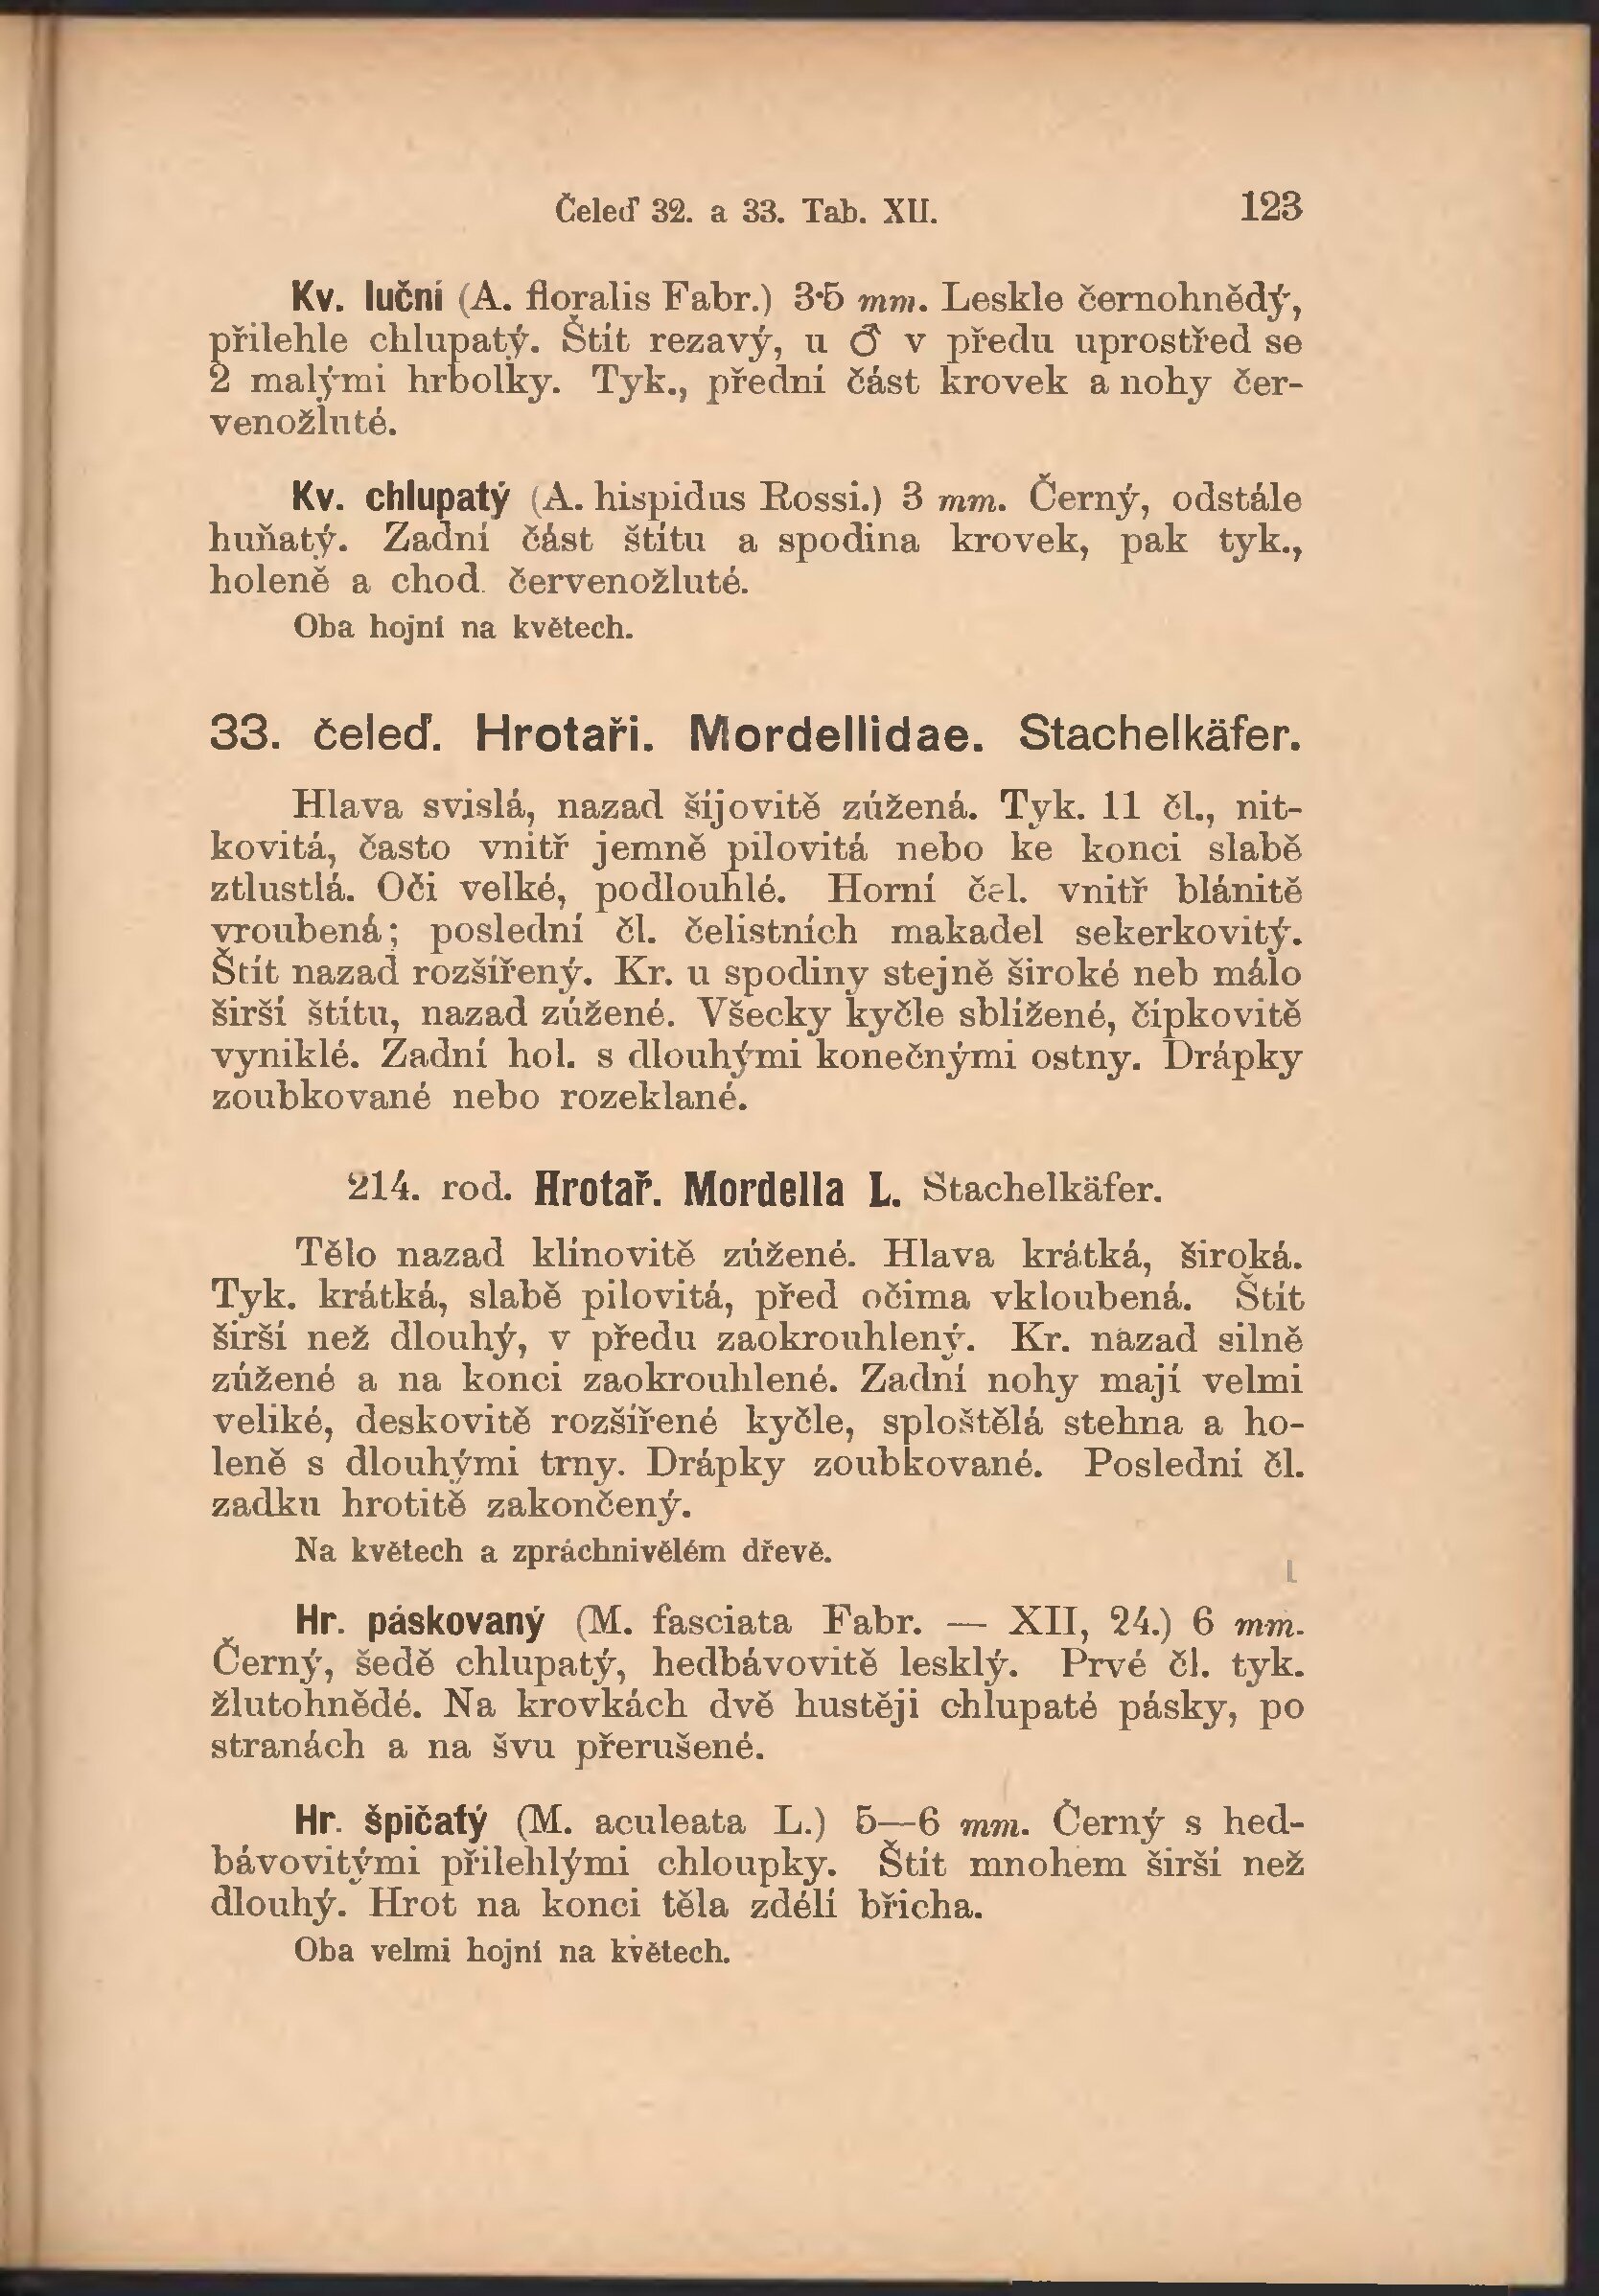 Čeleď 32. a 33. Tab. XII. 123
Kv. luční (A. floralis Fabr.) 3·5 mm. Leskle černohnědý,
přilehle chlupatý. Štít rezavý, u ♂ v předu uprostřed se
2 malými hrbolky. Tyk., přední část krovek a nohy čer-
venožluté.
Kv. chlupatý (A. hispidus Rossi.) 3 mm. Černý, odstále
huňatý. Zadní část štítu a spodina krovek, pak tyk.,
holeně a chod. červenožluté.
Oba hojní na květech.
33. čeleď. Hrotaři. Mordellidae. Stachelkäfer.
Hlava svislá, nazad šíjovitě zúžená. Tyk. 11 čl., nit-
kovitá, často vnitř jemně pilovitá nebo ke konci slabě
ztlustlá. Oči velké, podlouhlé. Horní čel. vnitř blánitě
vroubená; poslední čl. čelistních makadel sekerkovitý.
Štít nazad rozšířený. Kr. u spodiny stejně široké neb málo
širší štítu, nazad zúžené. Všecky kyčle sblížené, čípkovitě
vyniklé. Zadní hol. s dlouhými konečnými ostny. Drápky
zoubkované nebo rozeklané.
214. rod. Hrotař. Mordella L. Stachelkäfer.
Tělo nazad klínovitě zúžené. Hlava krátká, široká.
Tyk. krátká, slabě pilovitá, před očima vkloubená. Štít
širší než dlouhý, v předu zaokrouhlený. Kr. nazad silně
zúžené a na konci zaokrouhlené. Zadní nohy mají velmi
veliké, deskovitě rozšířené kyčle, sploštělá stehna a ho-
leně s dlouhými trny. Drápky zoubkované. Poslední čl.
zadku hrotitě zakončený.
Na květech a zpráchnivělém dřevě.
Hr. páskovaný (M. fasciata Fabr. — XII, 24.) 6 mm.
Černý, šedě chlupatý, hedbávovitě lesklý. Prvé čl. tyk.
žlutohnědé. Na krovkách dvě hustěji chlupaté pásky, po
stranách a na švu přerušené.
Hr. špičatý (M. aculeata L.) 5—6 mm. Černý s hed-
bávovitými přilehlými chloupky. Štít mnohem širší než
dlouhý. Hrot na konci těla zdélí břicha.
Oba velmi hojní na květech.